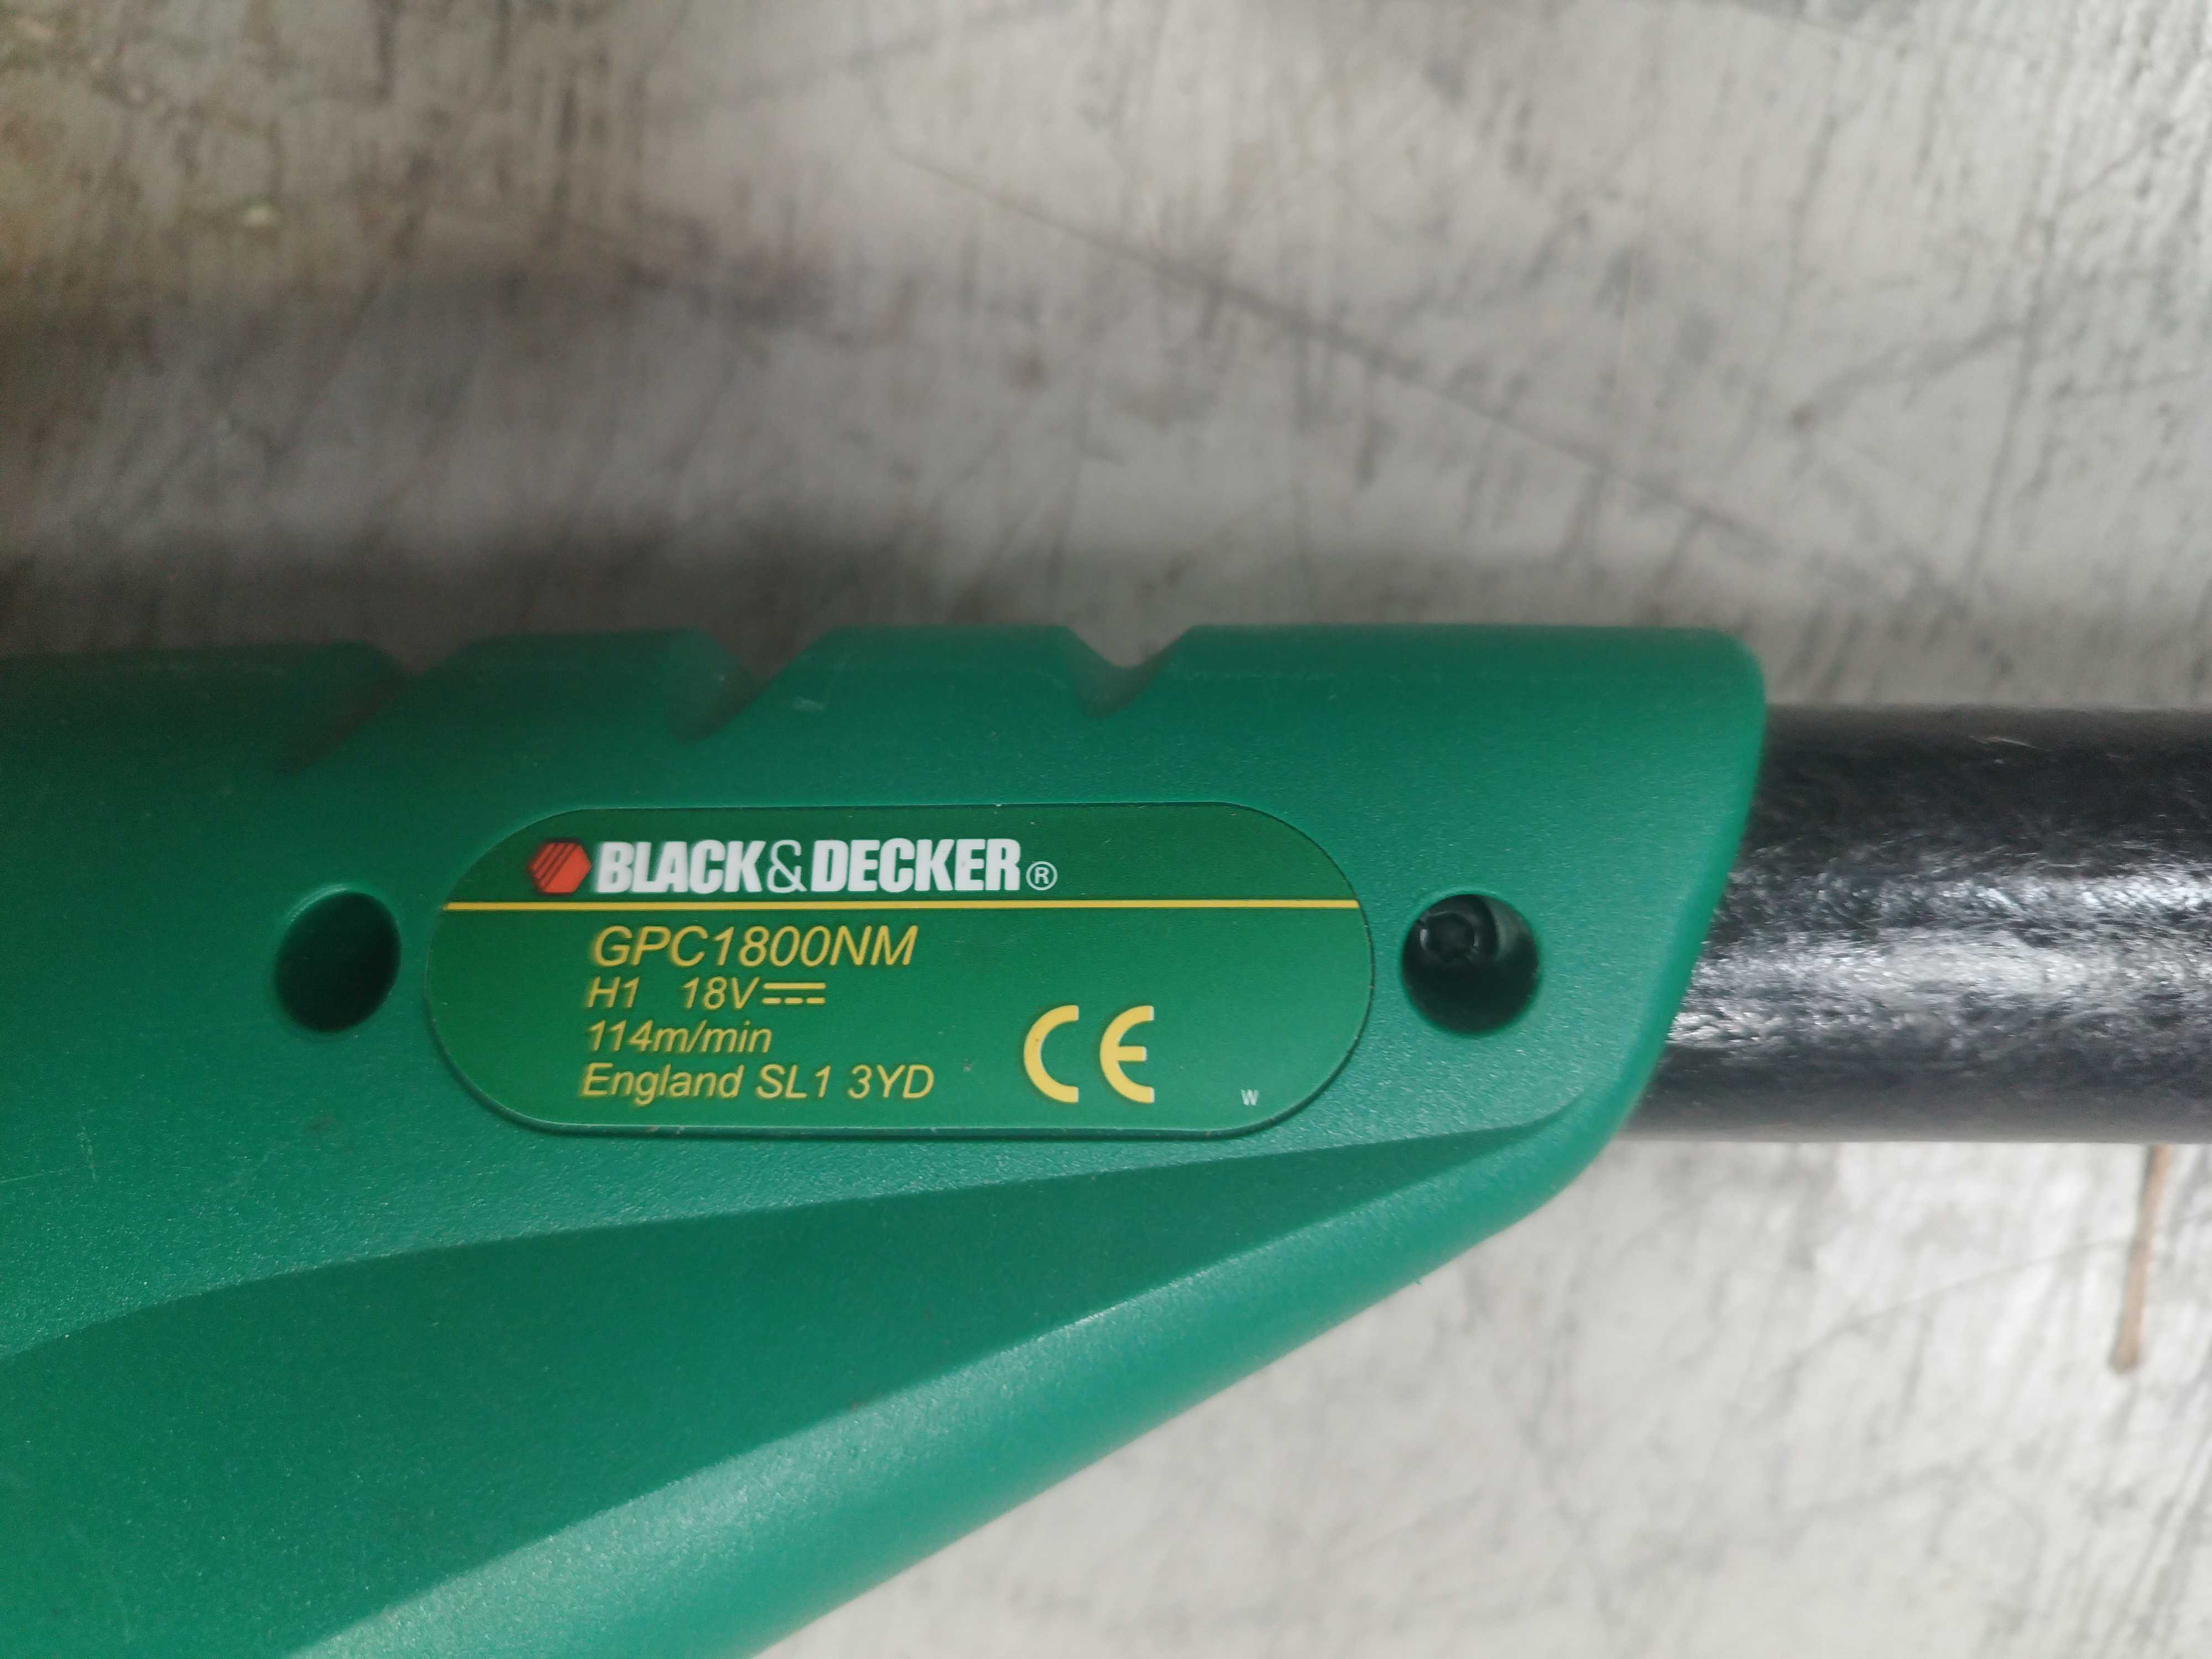 BLACK&DECKER®
GPC1800NM
H1 18V⎓
114m/min
England SL1 3YD
CE
W